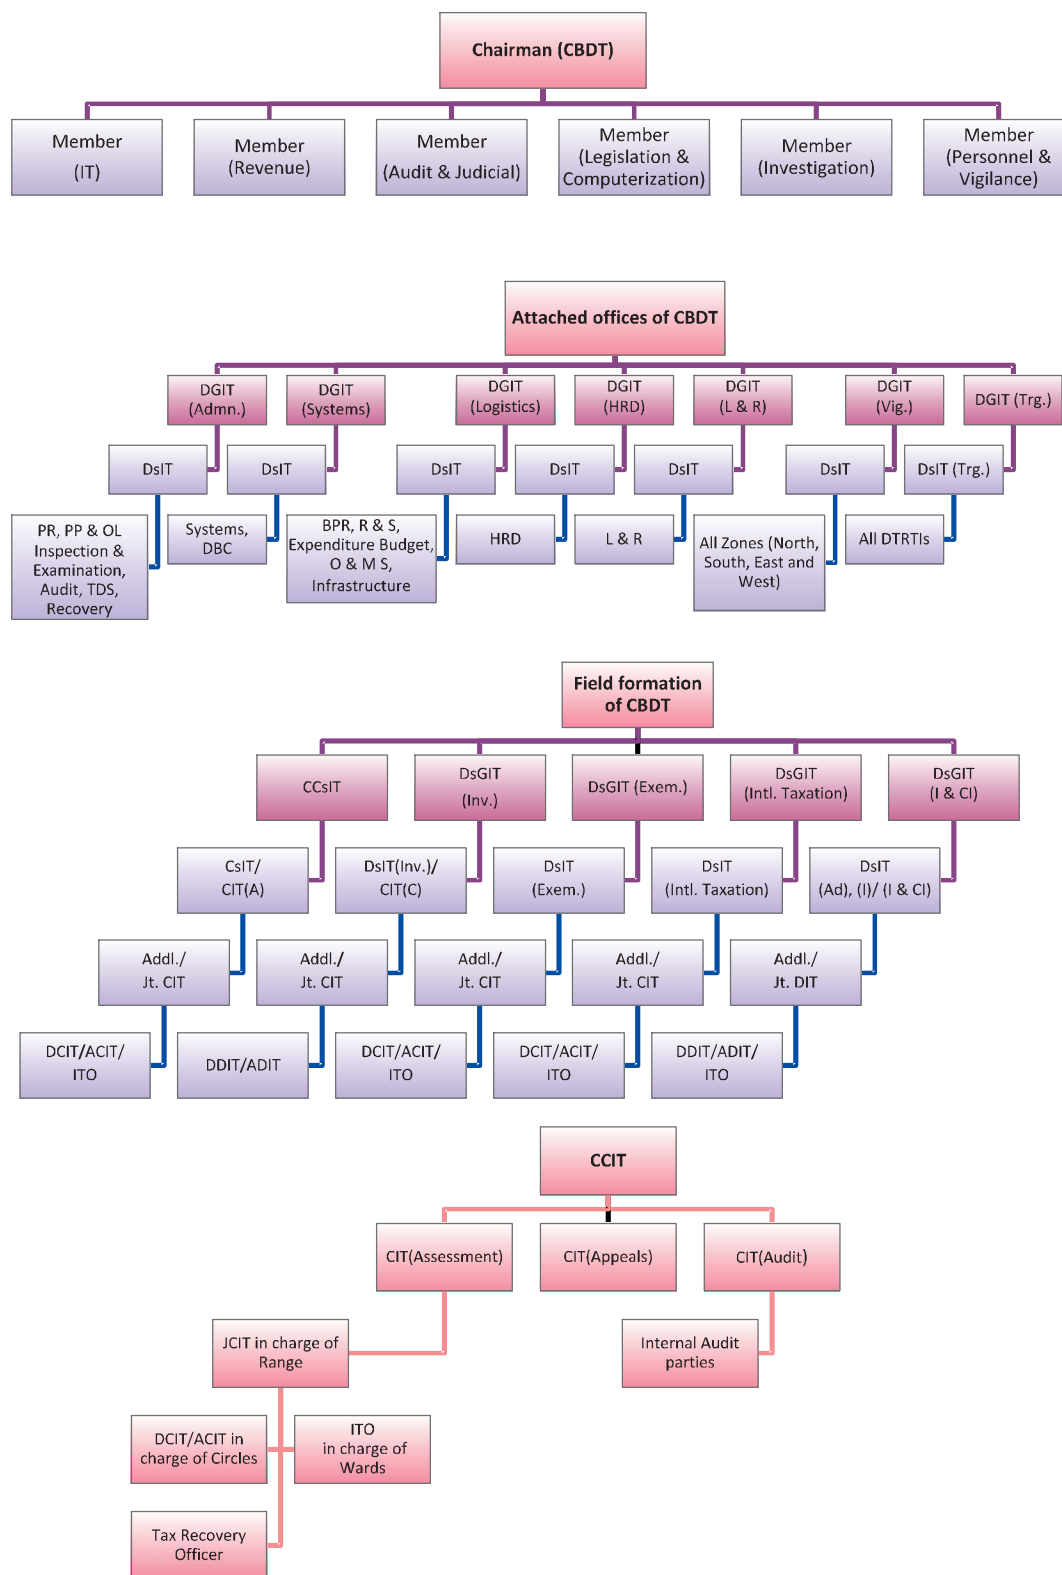 Chairman (CBDT)
Member
(IT)
Member
(Revenue)
Member
(Audit & Judicial)
Member
(Legislation &
Computerization)
Member
(Investigation)
Member
(Personnel &
Vigilance)
Attached offices of CBDT
DGIT
(Admn.)
DGIT
(Systems)
DGIT
(Logistics)
DGIT
(HRD)
DGIT
(L & R)
DGIT
(Vig.)
DGIT (Trg.)
DsIT
DsIT
DsIT
DsIT
DsIT
DsIT
DsIT (Trg.)
PR, PP & OL
Inspection &
Examination,
Audit, TDS,
Recovery
Systems,
DBC
BPR, R & S,
Expenditure Budget,
O & M S,
Infrastructure
HRD
L & R
All Zones (North,
South, East and
West)
All DTRTIs
Field formation
of CBDT
CCsIT
DsGIT
(Inv.)
DsGIT (Exem.)
DsGIT
(Intl. Taxation)
DsGIT
(I & CI)
CsIT/
CIT(A)
DsIT(Inv.)/
CIT(C)
DsIT
(Exem.)
DsIT
(Intl. Taxation)
DsIT
(Ad), (I)/ (I & CI)
Addl./
Jt. CIT
Addl./
Jt. CIT
Addl./
Jt. CIT
Addl./
Jt. CIT
Addl./
Jt. DIT
DCIT/ACIT/
ITO
DDIT/ADIT
DCIT/ACIT/
ITO
DCIT/ACIT/
ITO
DDIT/ADIT/
ITO
CCIT
CIT(Assessment)
CIT(Appeals)
CIT(Audit)
JCIT in charge of
Range
Internal Audit
parties
DCIT/ACIT in
charge of Circles
ITO
in charge of
Wards
Tax Recovery
Officer